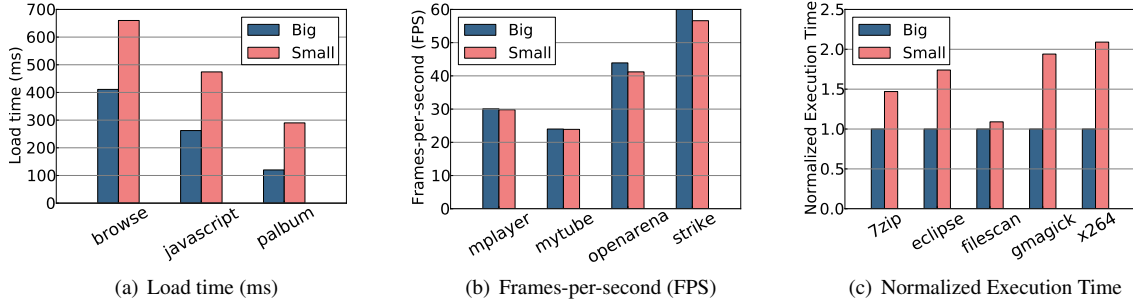 700
600
500
400
300
200
100
0
Load time (ms)
Big
Small
browse
javascript
palbum
(a) Load time (ms)
60
50
40
30
20
10
0
Frames-per-second (FPS)
Big
Small
mplayer
mytube
openarena
strike
(b) Frames-per-second (FPS)
2.5
2.0
1.5
1.0
0.5
0.0
Normalized Execution Time
Big
Small
7zip
eclipse
filescan
gmagick
x264
(c) Normalized Execution Time